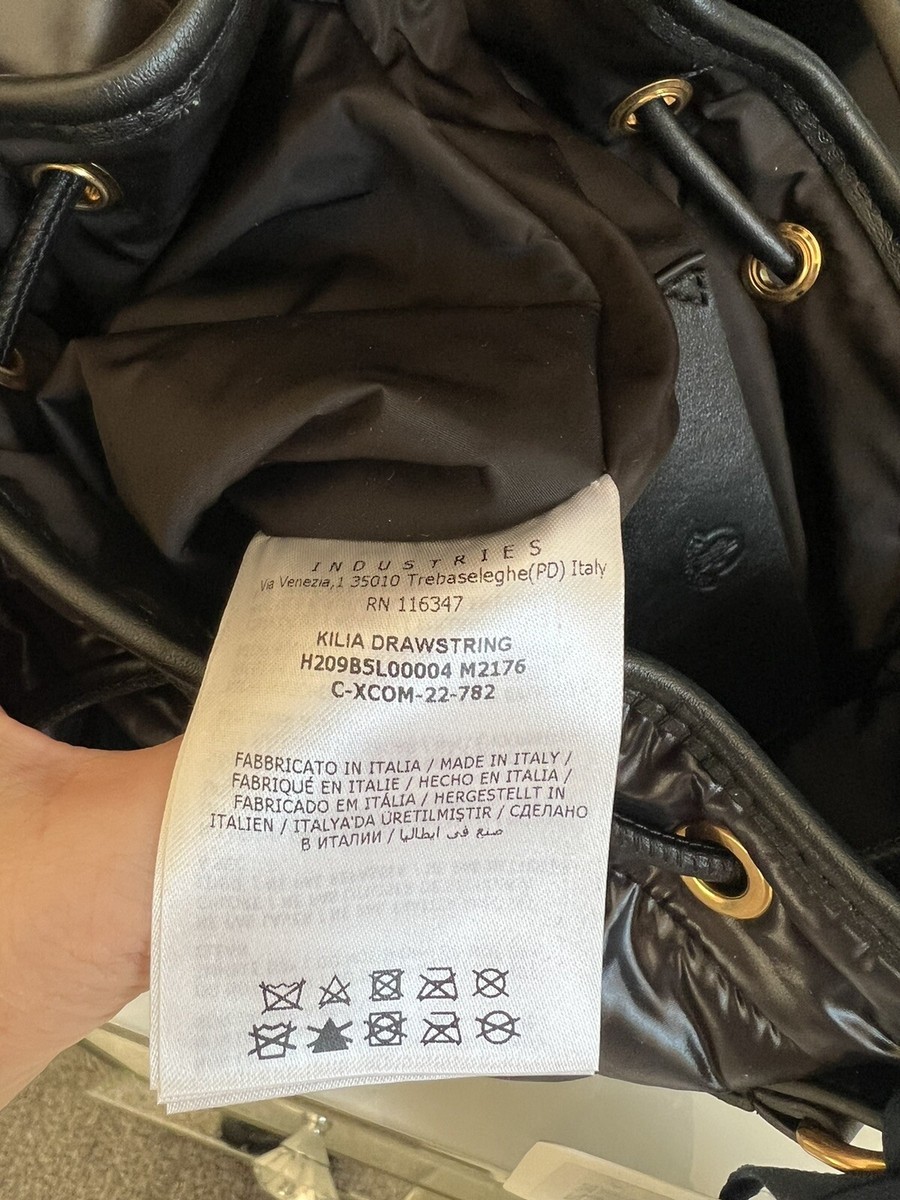 INDUSTRIES
Via Venezia,1 35010 Trebaseleghe(PD) Italy
RN 116347
KILIA DRAWSTRING
H209B5L00004 M2176
C-XCOM-22-782
FABBRICATO IN ITALIA / MADE IN ITALY /
FABRIQUÉ EN ITALIE / HECHO EN ITALIA /
FABRICADO EM ITÁLIA / HERGESTELLT IN
ITALIEN / ITALYA'DA ÜRETILMIŞTIR / СДЕЛАНО
В ИТАЛИИ / صنع في ايطاليا